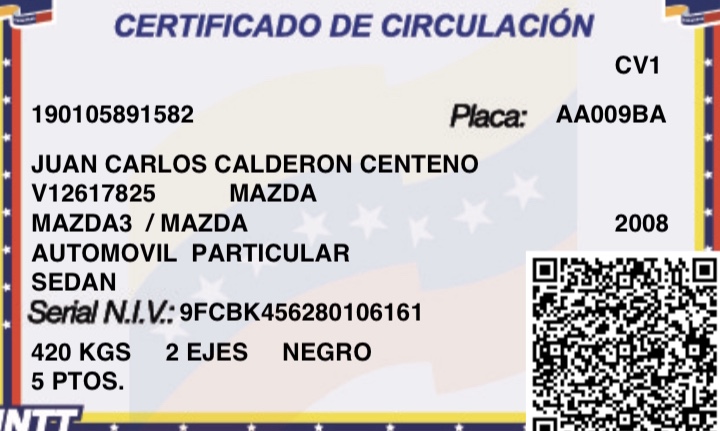 CERTIFICADO DE CIRCULACIÓN
CV1
190105891582 Placa: AA009BA
JUAN CARLOS CALDERON CENTENO
V12617825 MAZDA
MAZDA3 / MAZDA 2008
AUTOMOVIL PARTICULAR
SEDAN
Serial N.I.V.: 9FCBK456280106161
420 KGS 2 EJES NEGRO
5 PTOS.
INTT